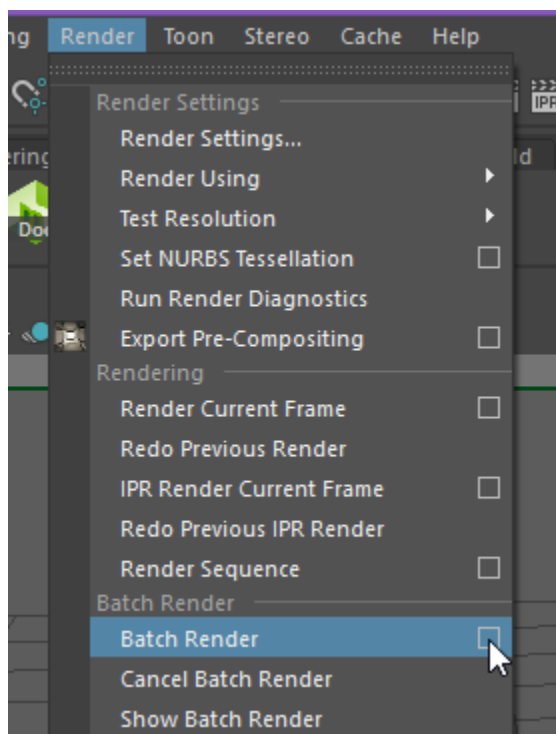 Render Toon Stereo Cache Help
Render Settings
Render Settings...
Render Using
Test Resolution
Set NURBS Tessellation
Run Render Diagnostics
Export Pre-Compositing
Rendering
Render Current Frame
Redo Previous Render
IPR Render Current Frame
Redo Previous IPR Render
Render Sequence
Batch Render
Batch Render
Cancel Batch Render
Show Batch Render
IPR